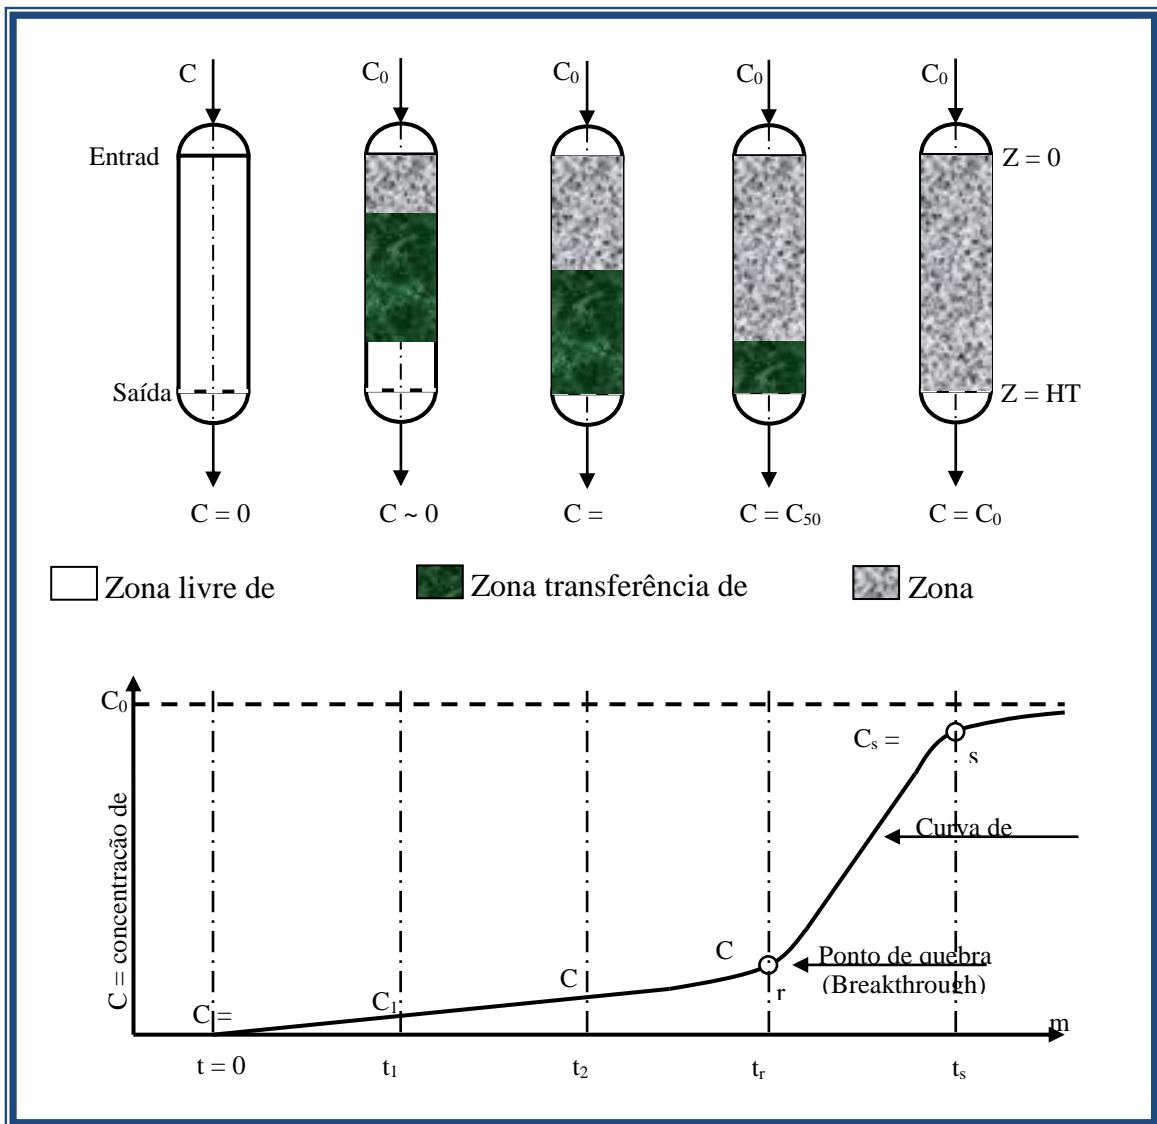 C
C₀
C₀
C₀
C₀
Entrad
Z = 0
Saída
Z = HT
C = 0
C ~ 0
C =
C = C₅₀
C = C₀
Zona livre de
Zona transferência de
Zona
C₀
Cₛ =
s
Curva de
C = concentração de
C
Ponto de quebra
(Breakthrough)
r
C
C₁
C =
m
t = 0
t₁
t₂
tᵣ
tₛ